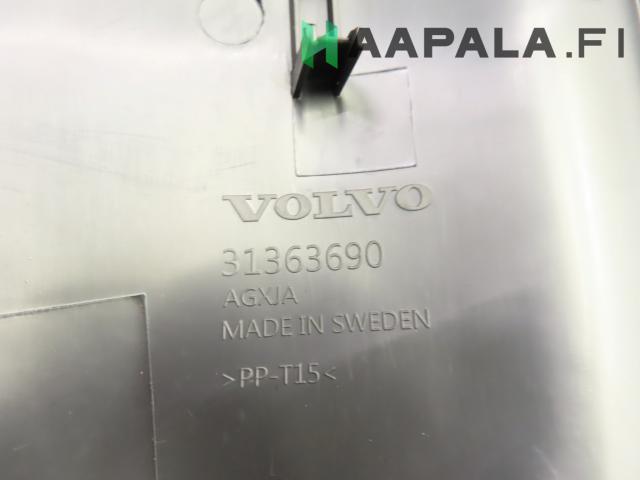 HAAPALA.FI
VOLVO
31363690
AGXJA
MADE IN SWEDEN
>PP-T15<